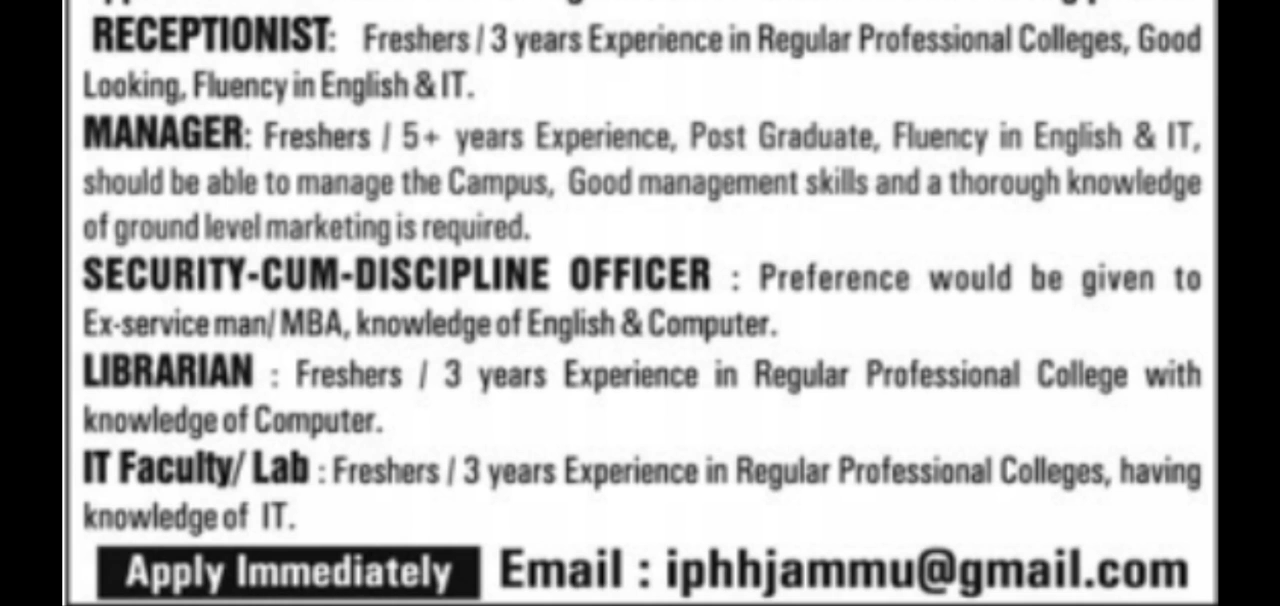 RECEPTIONIST: Freshers / 3 years Experience in Regular Professional Colleges, Good
Looking, Fluency in English & IT.
MANAGER: Freshers / 5+ years Experience, Post Graduate, Fluency in English & IT,
should be able to manage the Campus, Good management skills and a thorough knowledge
of ground level marketing is required.
SECURITY-CUM-DISCIPLINE OFFICER : Preference would be given to
Ex-service man/ MBA, knowledge of English & Computer.
LIBRARIAN : Freshers / 3 years Experience in Regular Professional College with
knowledge of Computer.
IT Faculty/ Lab : Freshers / 3 years Experience in Regular Professional Colleges, having
knowledge of IT.
Apply Immediately Email : iphhjammu@gmail.com